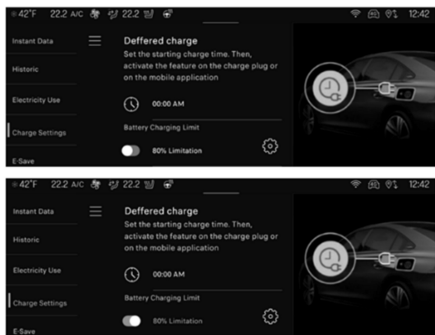 42°F 22.2 A/C 22.2 12:42
Instant Data
Historic
Electricity Use
Charge Settings
E-Save
Deffered charge
Set the starting charge time. Then,
activate the feature on the charge plug or
on the mobile application
00:00 AM
Battery Charging Limit
80% Limitation
42°F 22.2 A/C 22.2 12:42
Instant Data
Historic
Electricity Use
Charge Settings
E-Save
Deffered charge
Set the starting charge time. Then,
activate the feature on the charge plug or
on the mobile application
00:00 AM
Battery Charging Limit
80% Limitation